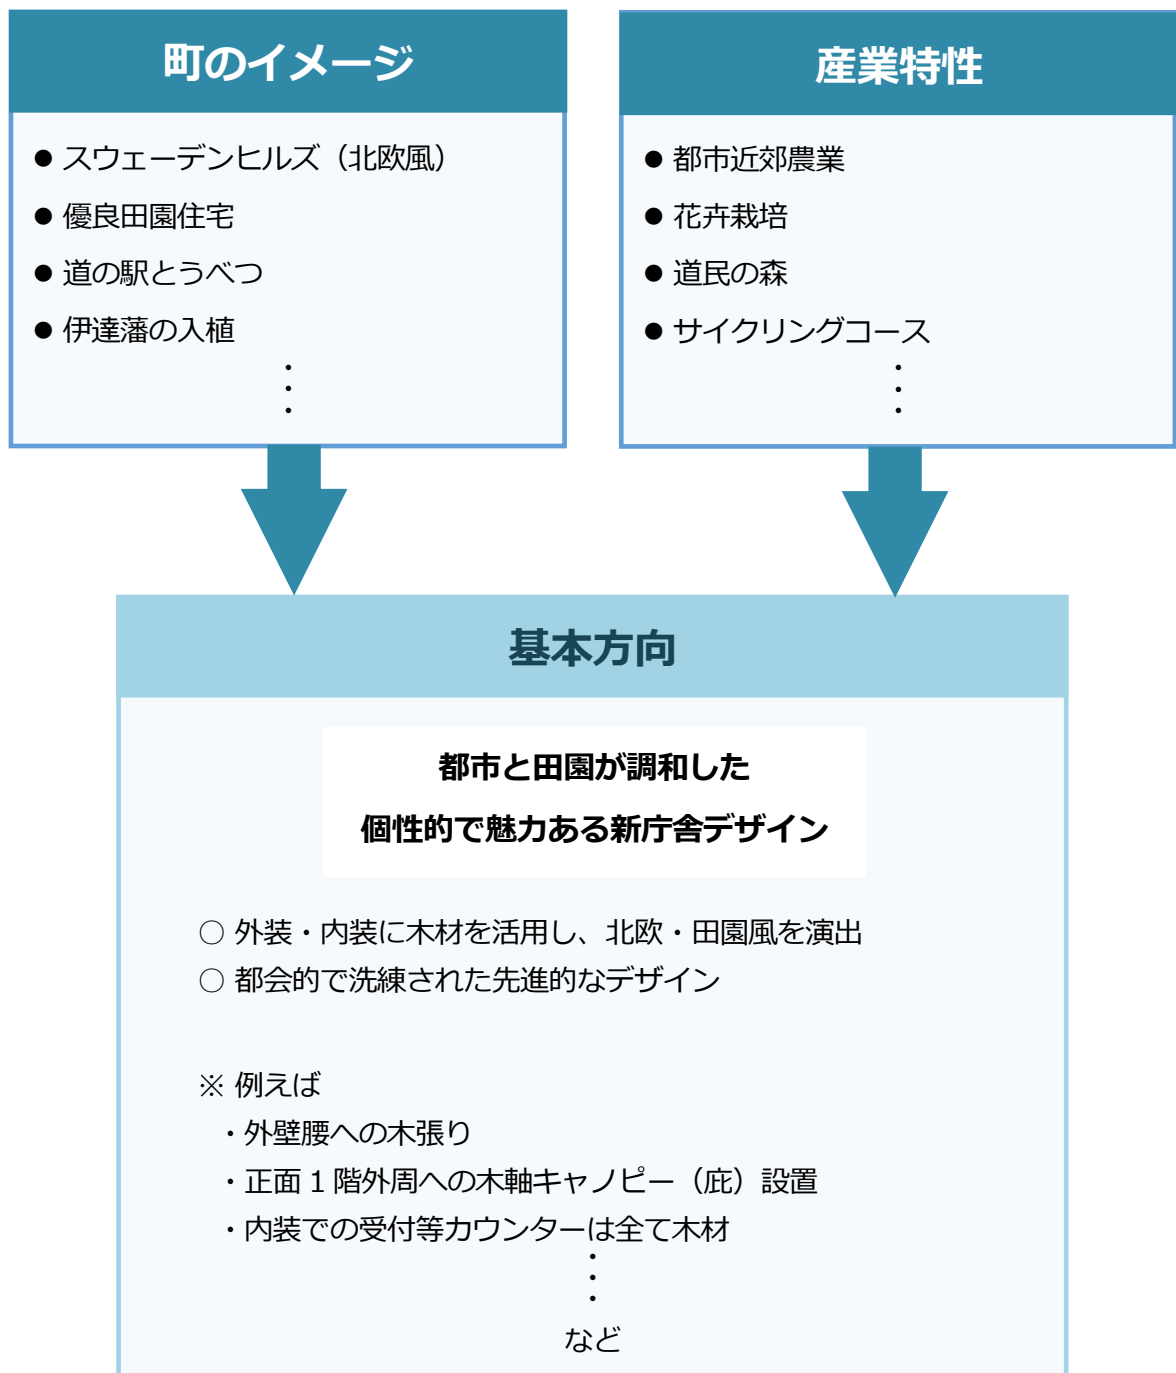 町のイメージ
● スウェーデンヒルズ（北欧風）
● 優良田園住宅
● 道の駅とうべつ
● 伊達藩の入植
・
・
・
産業特性
● 都市近郊農業
● 花卉栽培
● 道民の森
● サイクリングコース
・
・
・
基本方向
都市と田園が調和した
個性的で魅力ある新庁舎デザイン
○ 外装・内装に木材を活用し、北欧・田園風を演出
○ 都会的で洗練された先進的なデザイン
※ 例えば
・外壁腰への木張り
・正面 1 階外周への木軸キャノピー（庇）設置
・内装での受付等カウンターは全て木材
・
・
・
など